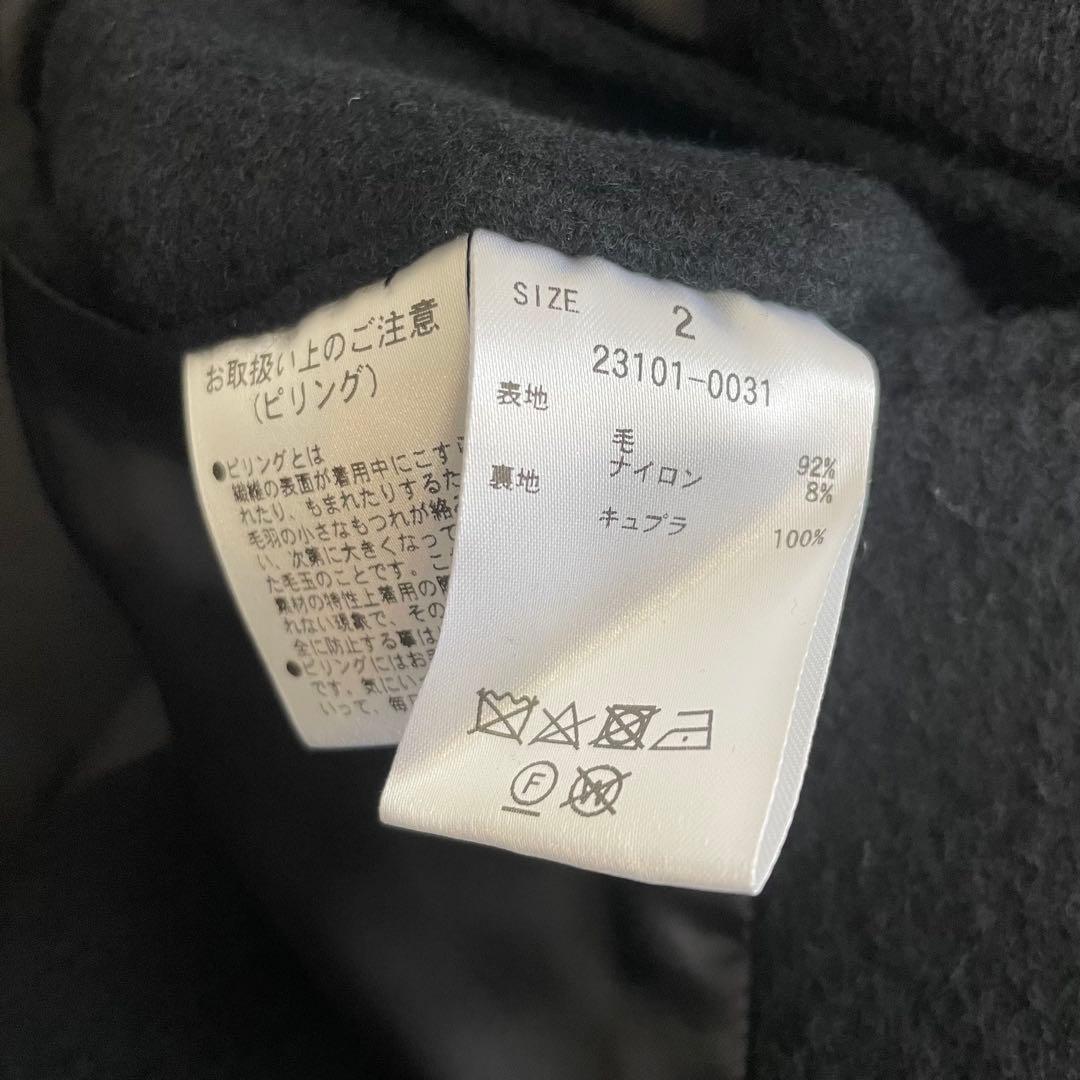 お取扱い上のご注意
(ピリング)
●ピリングとは
繊維の表面が着用中にこすら
れたり、もまれたりするた
毛羽の小さなもつれが絡
い、次第に大きくなって
た毛玉のことです。こ
素材の特性上着用の際
れない現象で、その
全に防止する事は
●ピリングにはお
です。気にい
いって、毎日
SIZE 2
23101-0031
表地
毛 92%
ナイロン 8%
裏地
キュプラ 100%
F
W